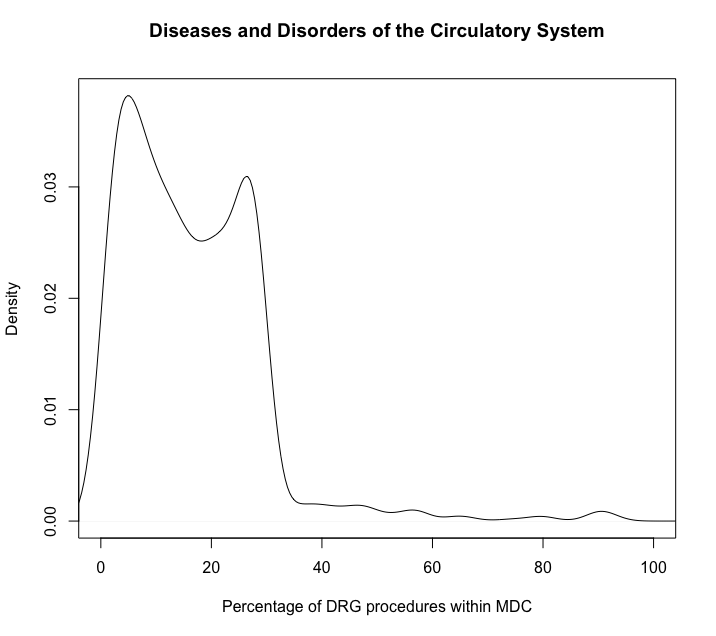 Diseases and Disorders of the Circulatory System
Density
0.03
0.02
0.01
0.00
0 20 40 60 80 100
Percentage of DRG procedures within MDC